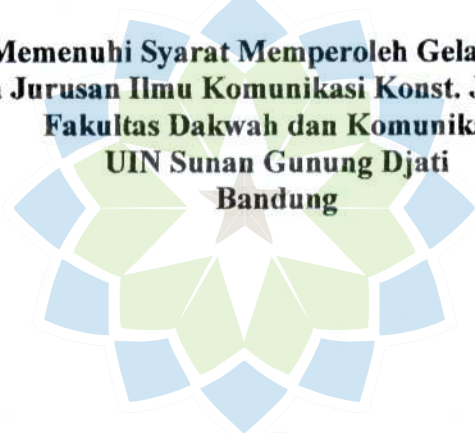 Memenuhi Syarat Memperoleh Gela
Jurusan Ilmu Komunikasi Konst.
Fakultas Dakwah dan Komunik
UIN Sunan Gunung Djati
Bandung